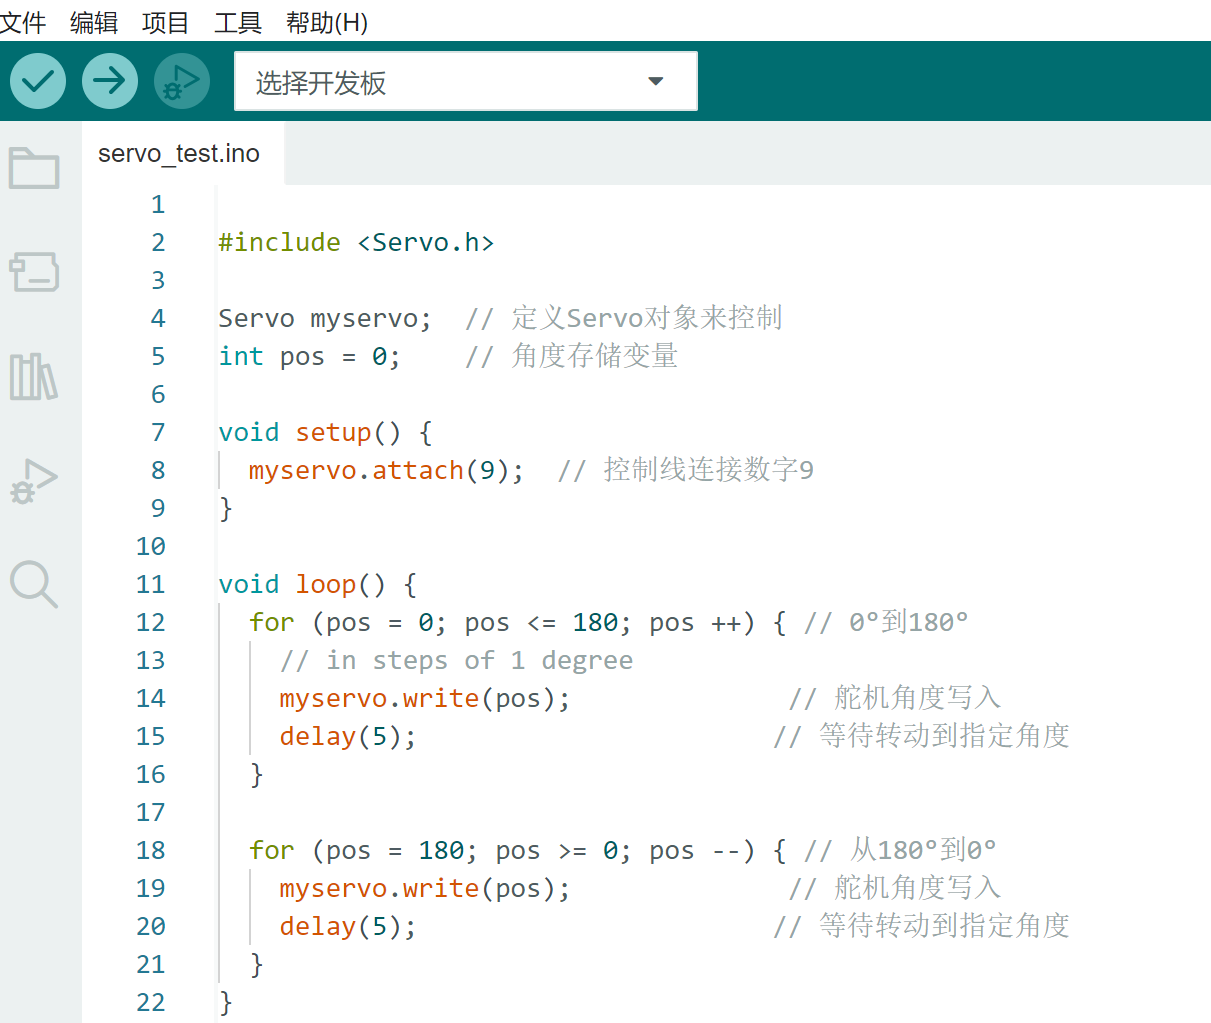 文件 编辑 项目 工具 帮助(H)
选择开发板
servo_test.ino
1
2 #include <Servo.h>
3
4 Servo myservo;  // 定义Servo对象来控制
5 int pos = 0;    // 角度存储变量
6
7 void setup() {
8   myservo.attach(9);  // 控制线连接数字9
9 }
10
11 void loop() {
12   for (pos = 0; pos <= 180; pos ++) { // 0°到180°
13     // in steps of 1 degree
14     myservo.write(pos);              // 舵机角度写入
15     delay(5);                       // 等待转动到指定角度
16   }
17
18   for (pos = 180; pos >= 0; pos --) { // 从180°到0°
19     myservo.write(pos);              // 舵机角度写入
20     delay(5);                       // 等待转动到指定角度
21   }
22 }